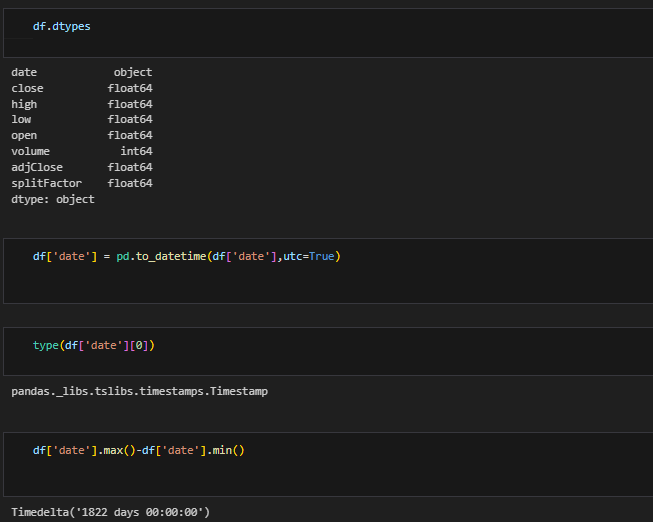 df.dtypes
date object
close float64
high float64
low float64
open float64
volume int64
adjClose float64
splitFactor float64
dtype: object
df['date'] = pd.to_datetime(df['date'],utc=True)
type(df['date'][0])
pandas._libs.tslibs.timestamps.Timestamp
df['date'].max()-df['date'].min()
Timedelta('1822 days 00:00:00')